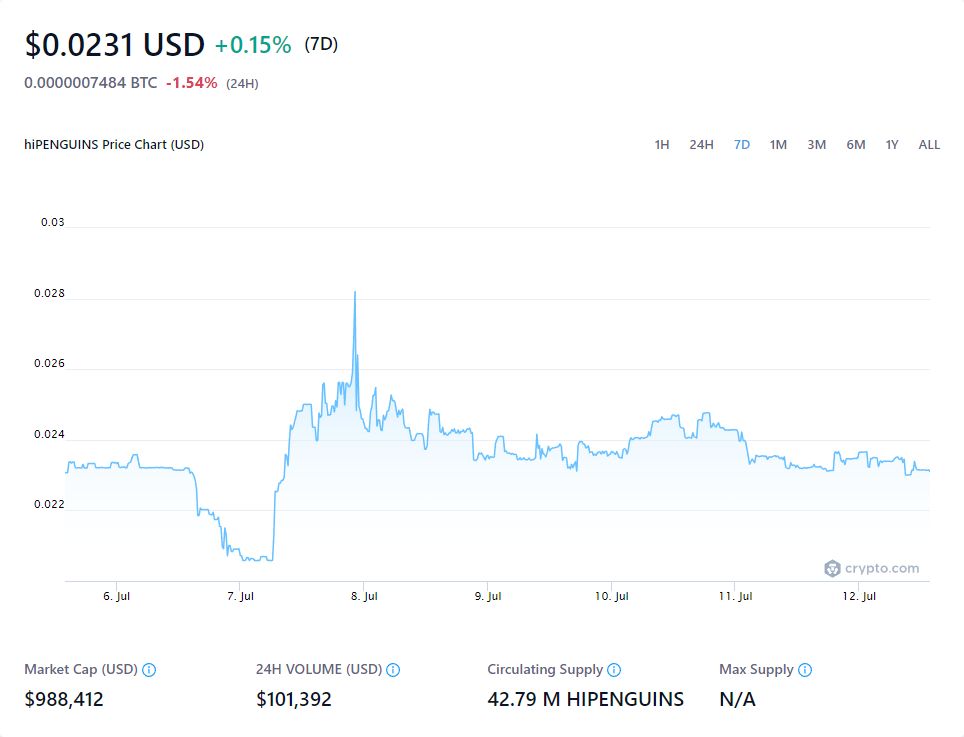 $0.0231 USD +0.15% (7D)
0.0000007484 BTC -1.54% (24H)
hiPENGUINS Price Chart (USD) 1H 24H 7D 1M 3M 6M 1Y ALL
0.03
0.028
0.026
0.024
0.022
crypto.com
6. Jul 7. Jul 8. Jul 9. Jul 10. Jul 11. Jul 12. Jul
Market Cap (USD) 24H VOLUME (USD) Circulating Supply Max Supply
$988,412 $101,392 42.79 M HIPENGUINS N/A